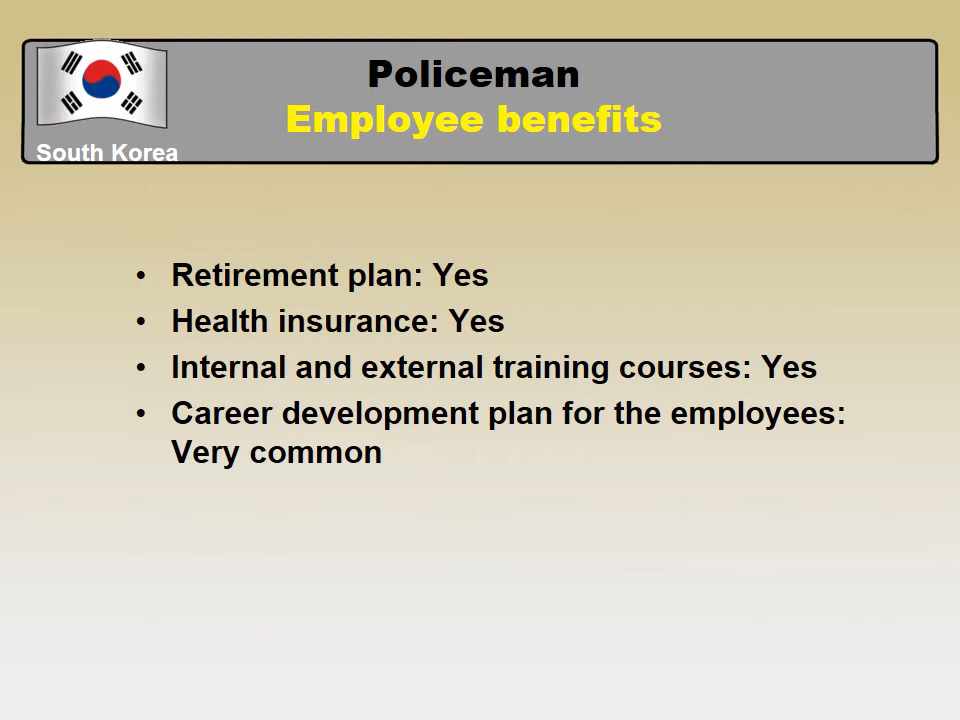 Policeman
Employee benefits
South Korea
• Retirement plan: Yes
• Health insurance: Yes
• Internal and external training courses: Yes
• Career development plan for the employees:
Very common